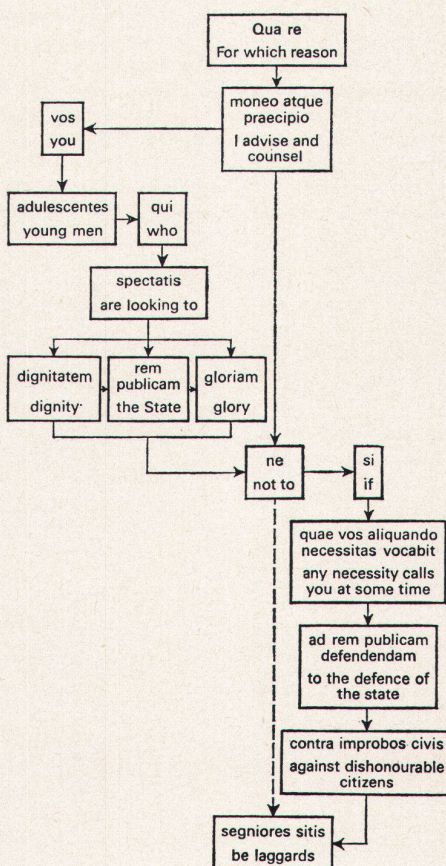 Qua re
For which reason
moneo atque
praecipio
I advise and
counsel
vos
you
adulescentes
young men
qui
who
spectatis
are looking to
dignitatem
dignity
rem
publicam
the State
gloriam
glory
ne
not to
si
if
quae vos aliquando
necessitas vocabit
any necessity calls
you at some time
ad rem publicam
defendendam
to the defence of
the state
contra improbos civis
against dishonourable
citizens
segniores sitis
be laggards